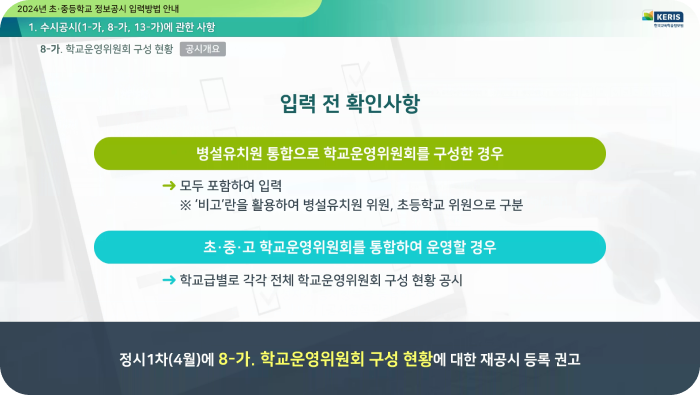 2024년 초·중등학교 정보공시 입력방법 안내
KERIS
한국교육학술정보원
1. 수시공시(1-가, 8-가, 13-가)에 관한 사항
8-가. 학교운영위원회 구성 현황 공시개요
입력 전 확인사항
병설유치원 통합으로 학교운영위원회를 구성한 경우
➜ 모두 포함하여 입력
※ '비고'란을 활용하여 병설유치원 위원, 초등학교 위원으로 구분
초·중·고 학교운영위원회를 통합하여 운영할 경우
➜ 학교급별로 각각 전체 학교운영위원회 구성 현황 공시
정시1차(4월)에 8-가. 학교운영위원회 구성 현황에 대한 재공시 등록 권고